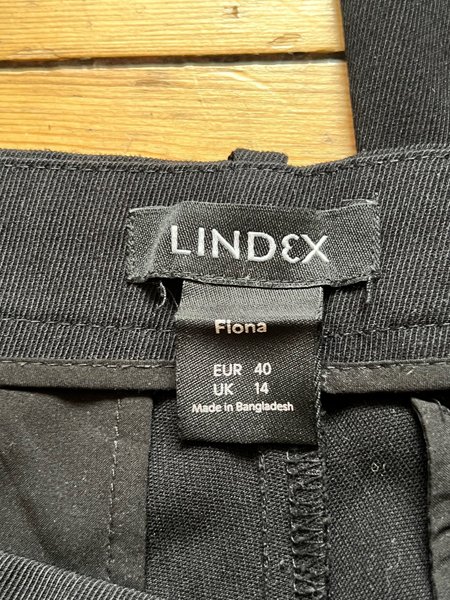 LINDEX
Fiona
EUR 40
UK 14
Made in Bangladesh